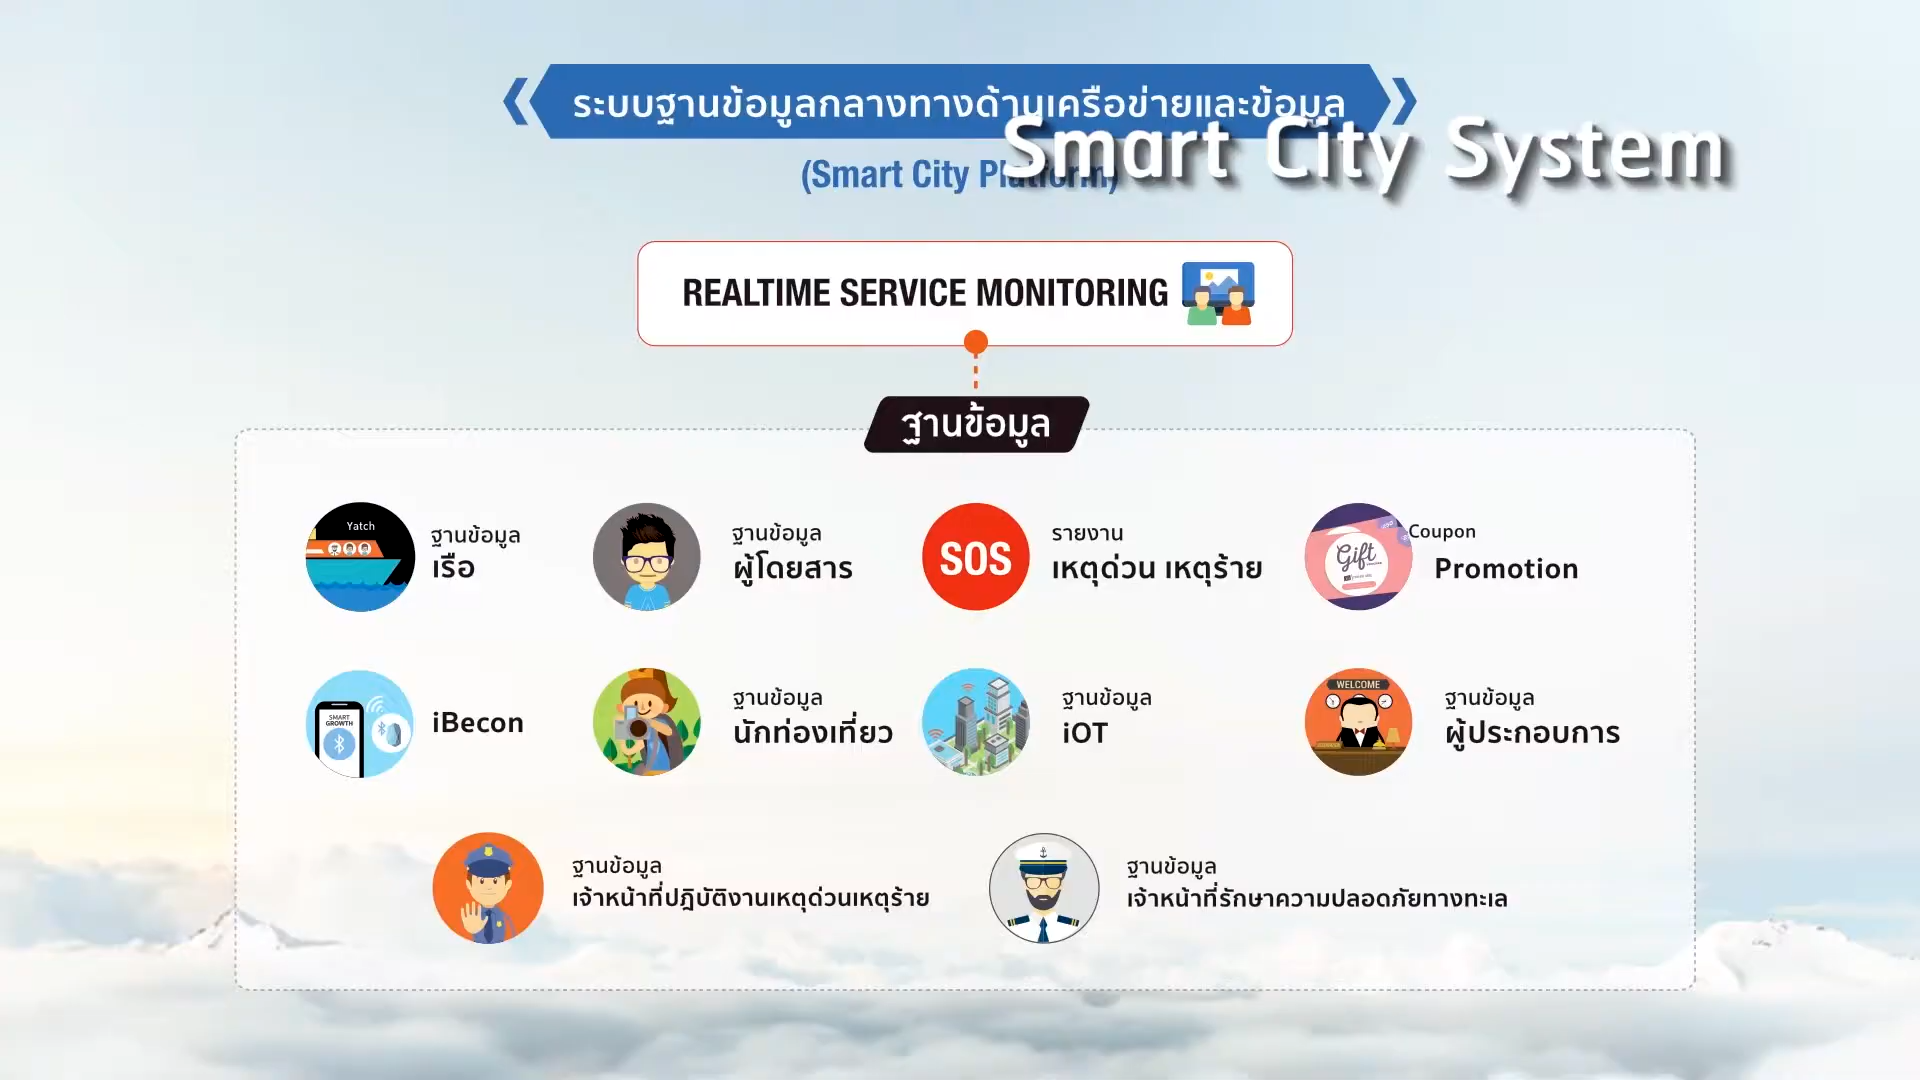 ระบบฐานข้อมูลกลางทางด้านเครือข่ายและข้อมูล
Smart City System
(Smart City Platform)
REALTIME SERVICE MONITORING
ฐานข้อมูล
Yatch
ฐานข้อมูล
เรือ
ฐานข้อมูล
ผู้โดยสาร
SOS
รายงาน
เหตุด่วน เหตุร้าย
Gift
Coupon
Promotion
SMART
GROWTH
iBecon
ฐานข้อมูล
นักท่องเที่ยว
ฐานข้อมูล
iOT
WELCOME
ฐานข้อมูล
ผู้ประกอบการ
ฐานข้อมูล
เจ้าหน้าที่ปฎิบัติงานเหตุด่วนเหตุร้าย
ฐานข้อมูล
เจ้าหน้าที่รักษาความปลอดภัยทางทะเล